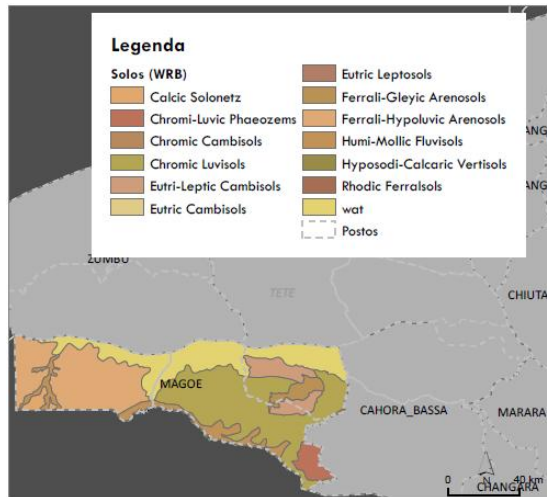 Legenda
Solos (WRB)
Calcic Solonetz
Chromi-Luvic Phaeozems
Chromic Cambisols
Chromic Luvisols
Eutri-Leptic Cambisols
Eutric Cambisols
Eutric Leptosols
Ferrali-Gleyic Arenosols
Ferrali-Hypoluvic Arenosols
Humi-Mollic Fluvisols
Hyposodi-Calcaric Vertisols
Rhodic Ferralsols
wat
Postos
ZUMBU
TETE
CHIUTA
MAGOE
CAHORA_BASSA
MARARA
N
0 40 km
CHANGARA